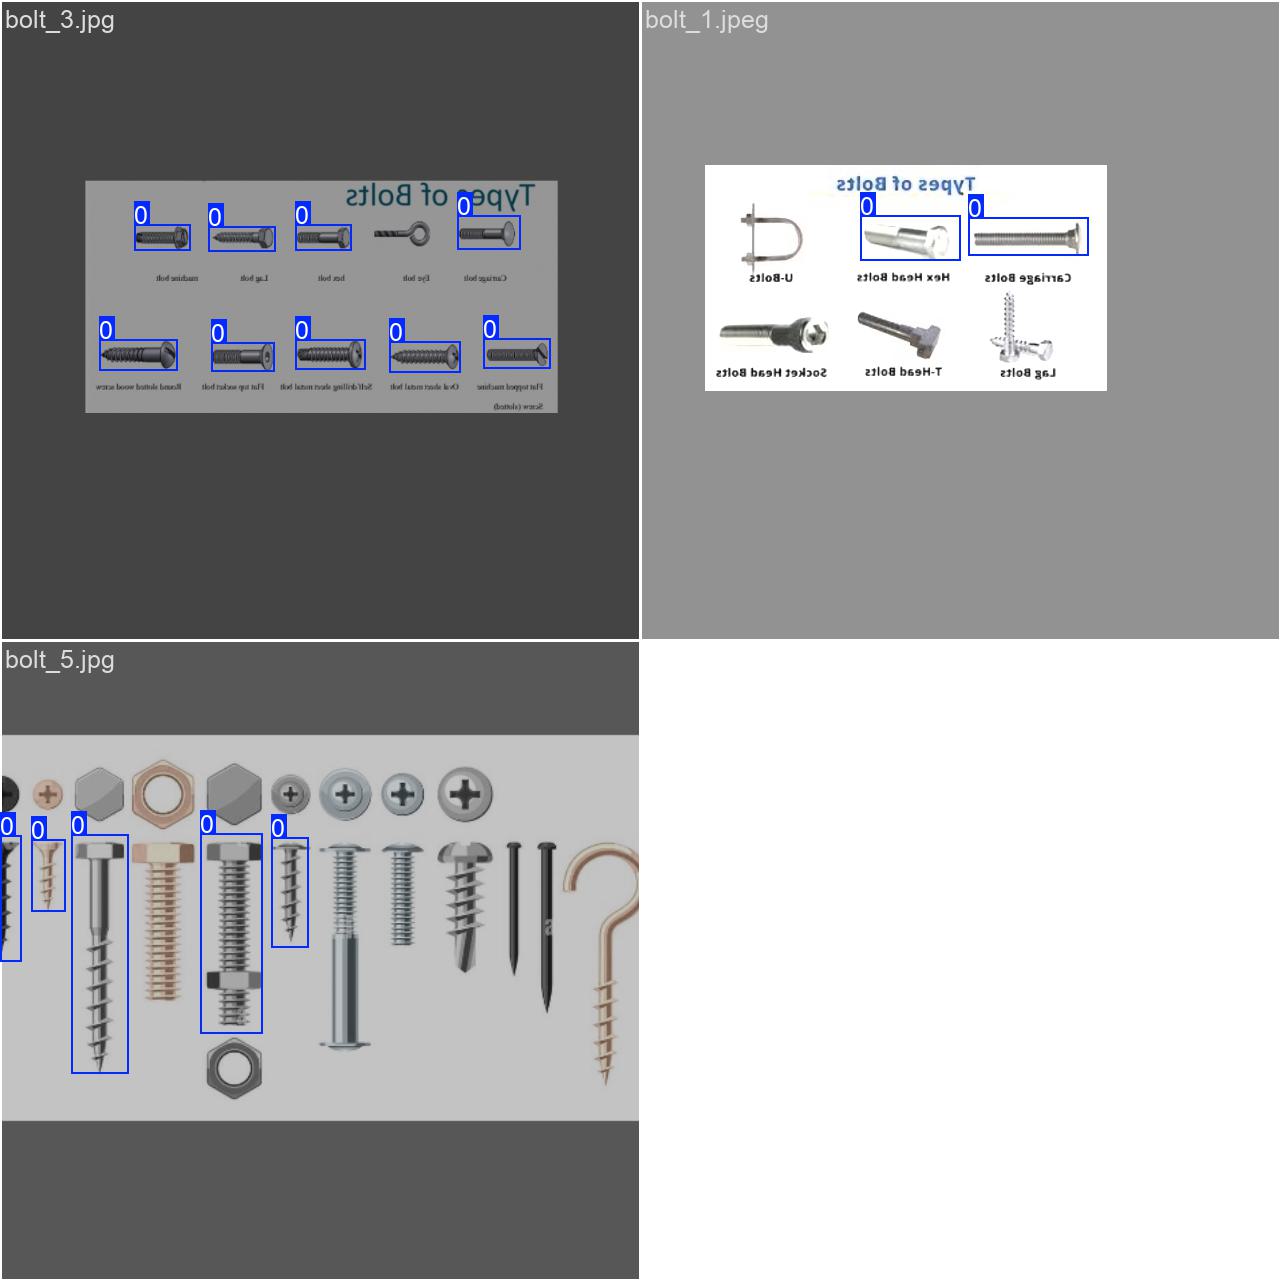 bolt_3.jpg
Types of Bolts
0
0
0
0
machine bolt
Lag bolt
hex bolt
Eye bolt
Carriage bolt
0
0
0
0
0
Round slotted wood screw
Flat top socket bolt
Self drilling sheet metal bolt
Oval sheet metal bolt
Flat topped machine
Screw (slotted)
bolt_1.jpeg
Types of Bolts
0
0
U-Bolts
Hex Head Bolts
Carriage Bolts
Socket Head Bolts
T-Head Bolts
Lag Bolts
bolt_5.jpg
0
0
0
0
0